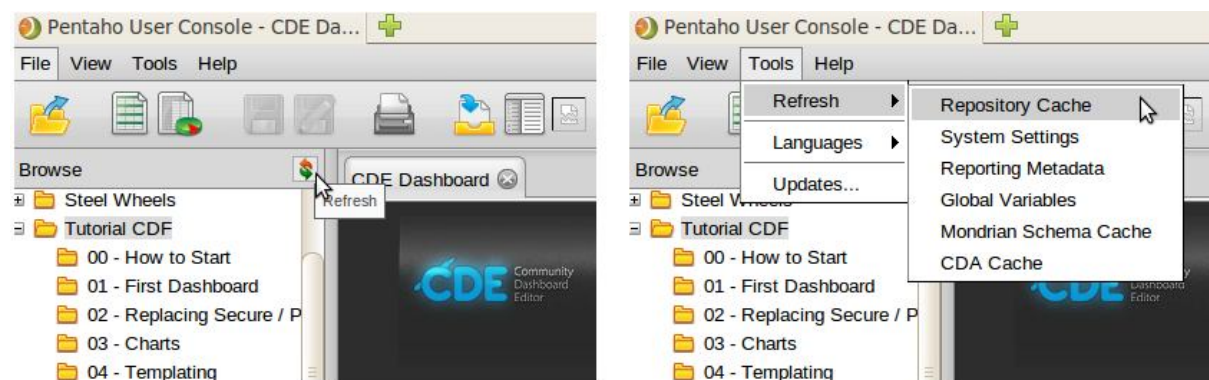 Pentaho User Console - CDE Da...
File View Tools Help
Browse
CDE Dashboard
Refresh
Steel Wheels
Tutorial CDF
00 - How to Start
01 - First Dashboard
02 - Replacing Secure / P
03 - Charts
04 - Templating
CDE Community
Dashboard
Editor
Pentaho User Console - CDE Da...
File View Tools Help
Refresh
Languages
Updates...
Repository Cache
System Settings
Reporting Metadata
Global Variables
Mondrian Schema Cache
CDA Cache
Browse
Steel
Tutorial CDF
00 - How to Start
01 - First Dashboard
02 - Replacing Secure / P
03 - Charts
04 - Templating
CDE
Dashboard
Editor